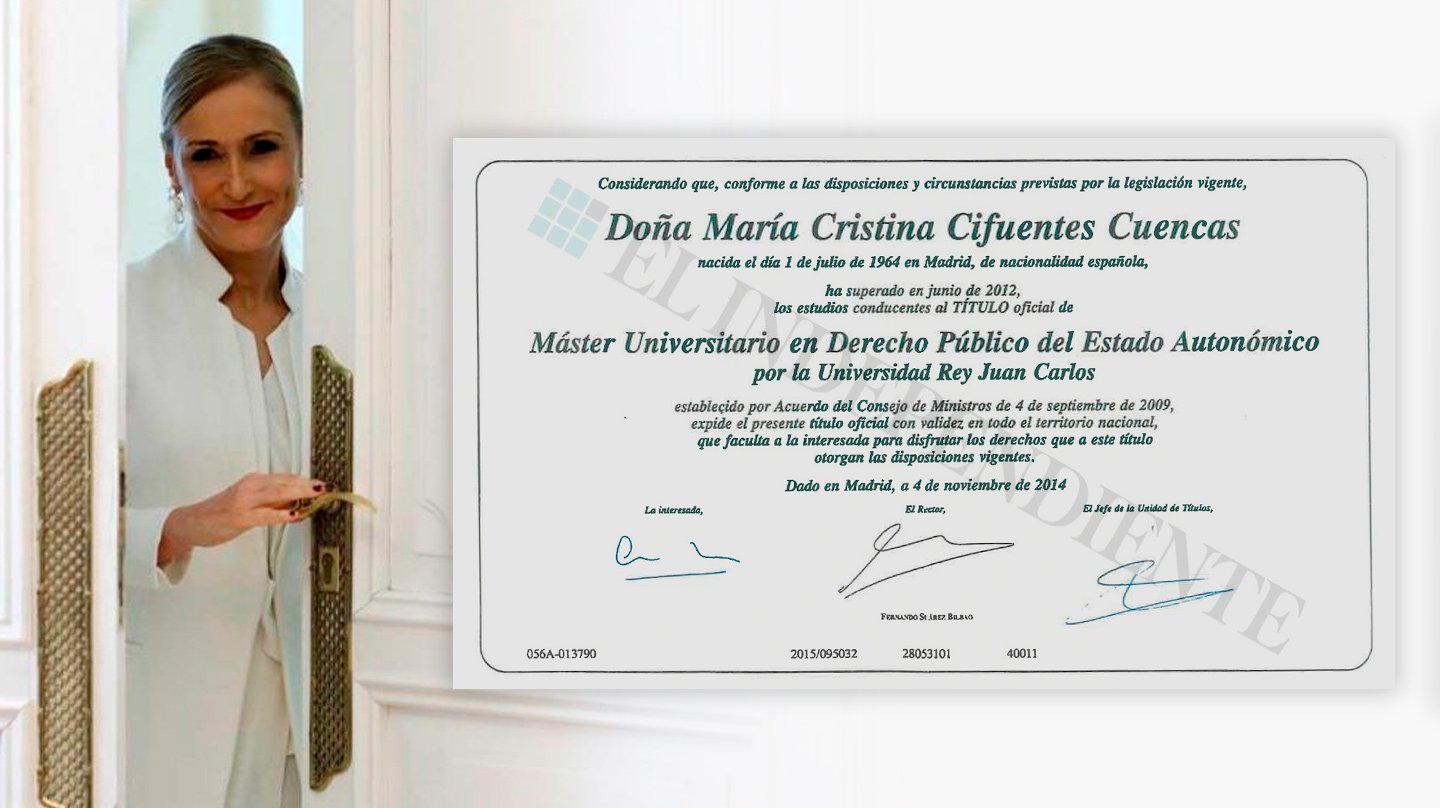 Considerando que, conforme a las disposiciones y circunstancias previstas por la legislación vigente,
Doña María Cristina Cifuentes Cuencas
nacida el día 1 de julio de 1964 en Madrid, de nacionalidad española,
ha superado en junio de 2012,
los estudios conducentes al TÍTULO oficial de
Máster Universitario en Derecho Público del Estado Autonómico
por la Universidad Rey Juan Carlos
establecido por Acuerdo del Consejo de Ministros de 4 de septiembre de 2009,
expide el presente título oficial con validez en todo el territorio nacional,
que faculta a la interesada para disfrutar los derechos que a este título
otorgan las disposiciones vigentes.
Dado en Madrid, a 4 de noviembre de 2014
La interesada, El Rector, El Jefe de la Unidad de Títulos,
FERNANDO SUÁREZ BILBAO
056A-013790 2015/095032 28053101 40011
EL INDEPENDIENTE